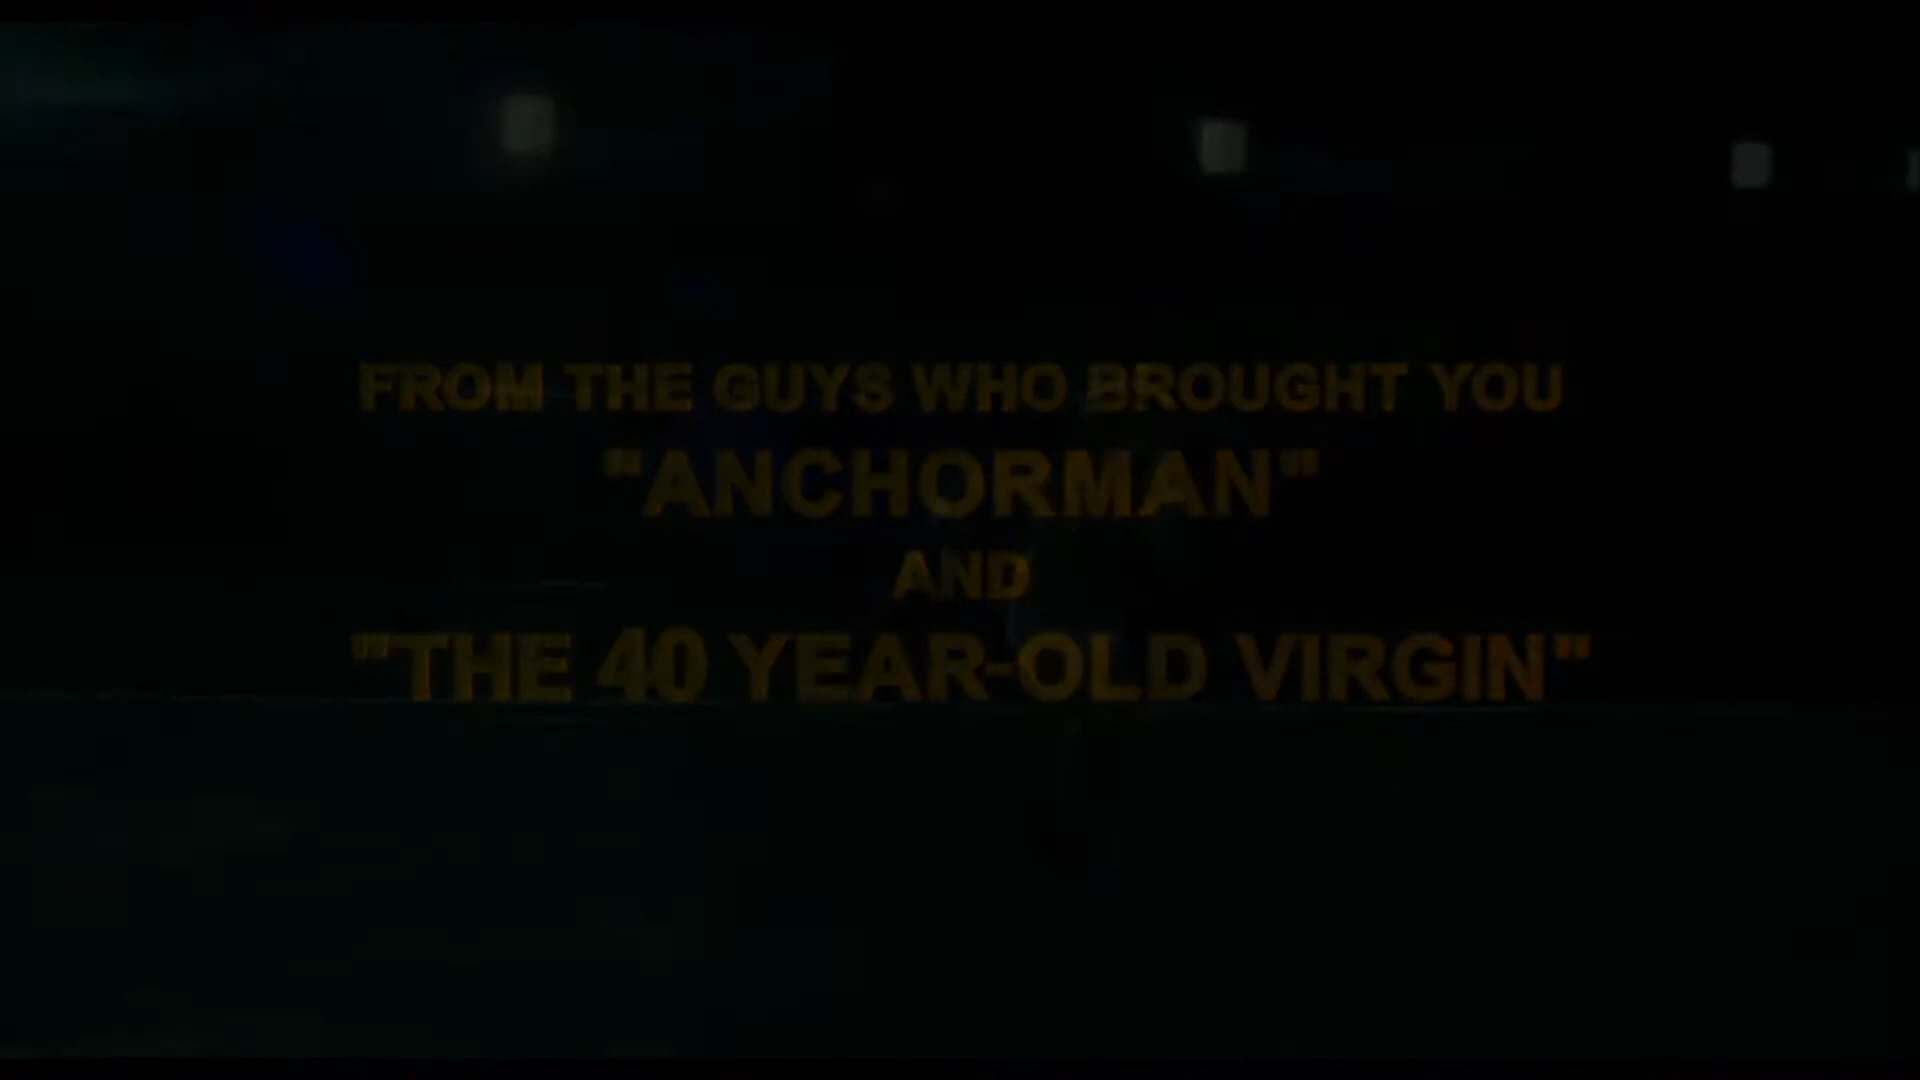 FROM THE GUYS WHO BROUGHT YOU
"ANCHORMAN"
AND
"THE 40 YEAR-OLD VIRGIN"